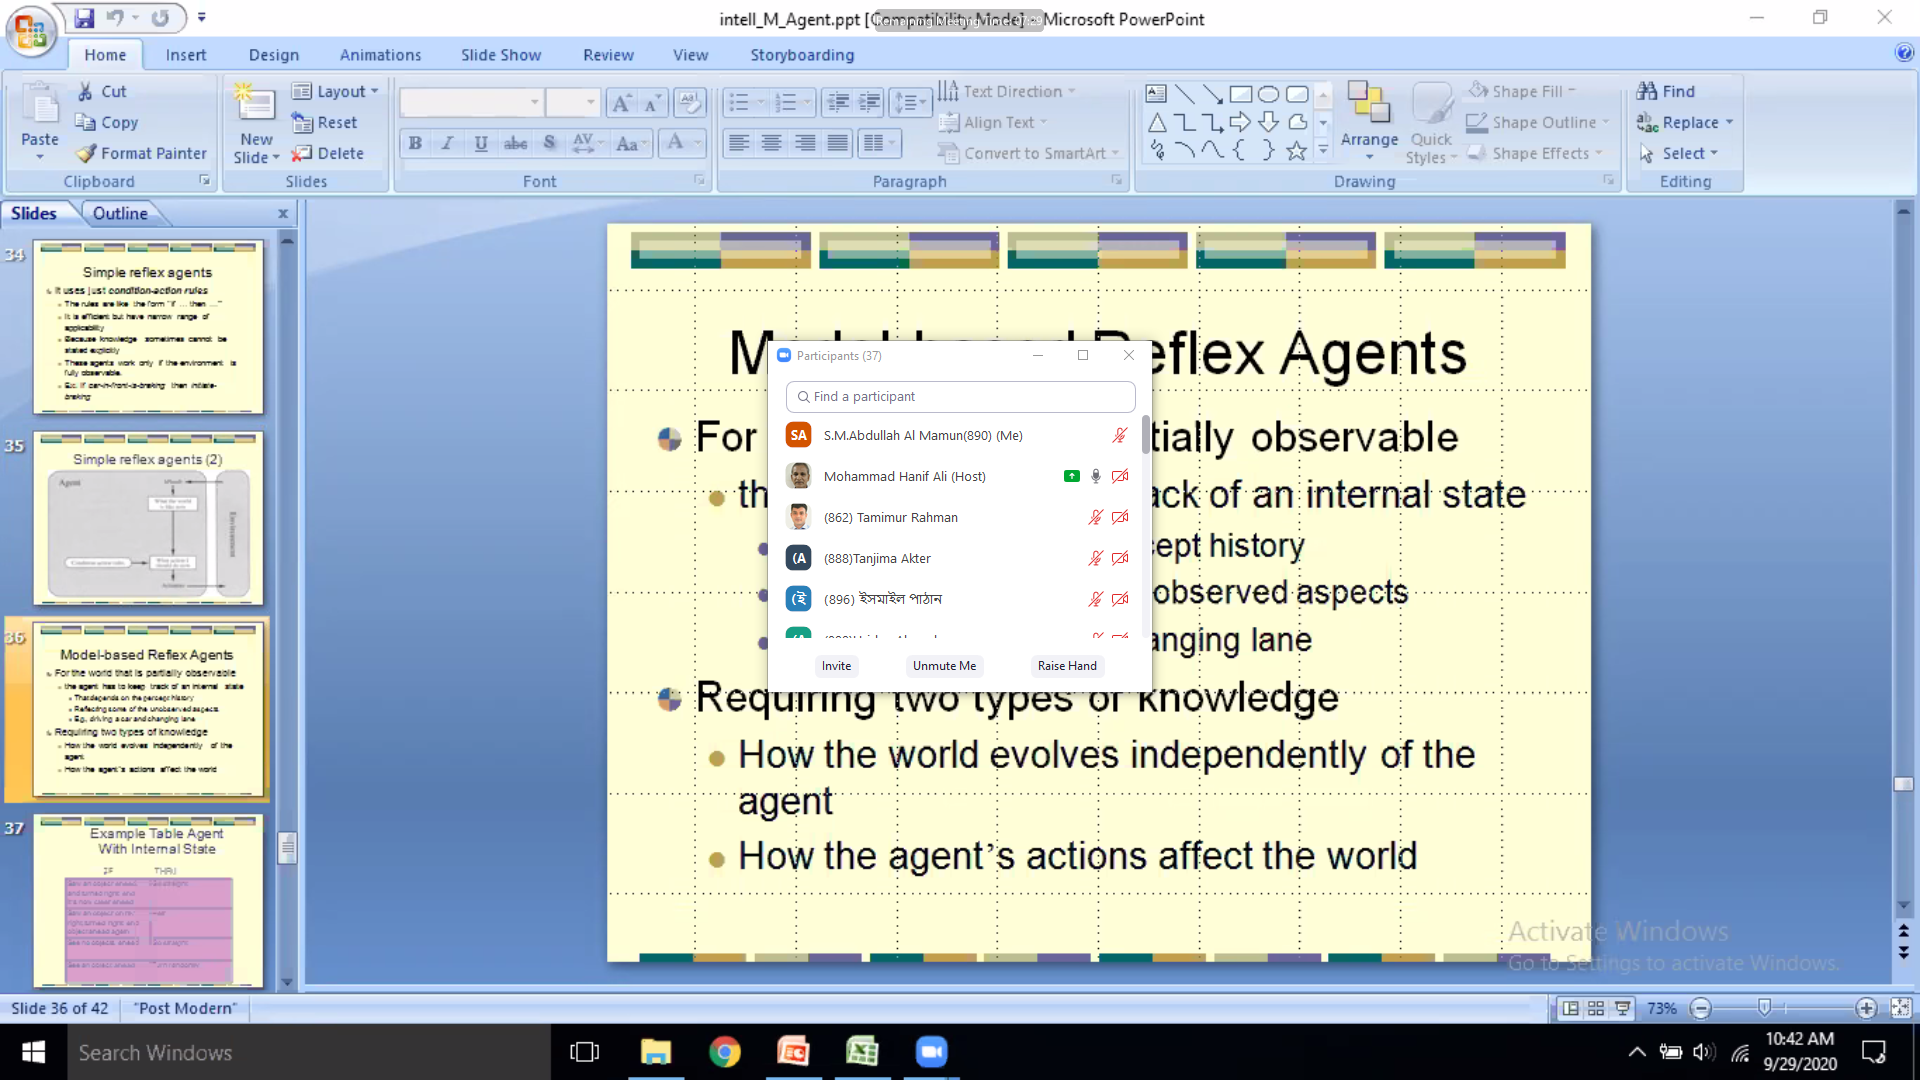 intell_M_Agent.ppt [Compatibility Mode] - Microsoft PowerPoint
Home Insert Design Animations Slide Show Review View Storyboarding
Paste
Cut
Copy
Format Painter
Clipboard
New Slide
Layout
Reset
Delete
Slides
Font
Text Direction
Align Text
Convert to SmartArt
Paragraph
Arrange
Quick Styles
Shape Fill
Shape Outline
Shape Effects
Drawing
Find
Replace
Select
Editing
Slides Outline
34
Simple reflex agents
It uses just condition-action rules
The rules are like the form "if ... then ..."
It is efficient but have narrow range of
applicability
Because knowledge sometimes cannot be
stated explicitly
These agents work only if the environment is
fully observable.
Ex. if car-in-front-is-braking then initiate-
braking
35
Simple reflex agents (2)
Agent
Environment
36
Model-based Reflex Agents
For the world that is partially observable
the agent has to keep track of an internal state
That depends on the percept history
Reflecting some of the unobserved aspects
E.g., driving a car and changing lane
Requiring two types of knowledge
How the world evolves independently of the
agent
How the agent's actions affect the world
37
Example Table Agent
With Internal State
IF THEN
Reflex Agents
For tially observable
ack of an internal state
cept history
observed aspects
anging lane
Requiring two types of knowledge
How the world evolves independently of the
agent
How the agent's actions affect the world
Participants (37)
Find a participant
SA S.M.Abdullah Al Mamun(890) (Me)
Mohammad Hanif Ali (Host)
(862) Tamimur Rahman
(A (888)Tanjima Akter
(ই (896) ইসমাইল পাঠান
Invite Unmute Me Raise Hand
Activate Windows
Go to Settings to activate Windows.
Slide 36 of 42 "Post Modern" 73%
Search Windows
10:42 AM
9/29/2020